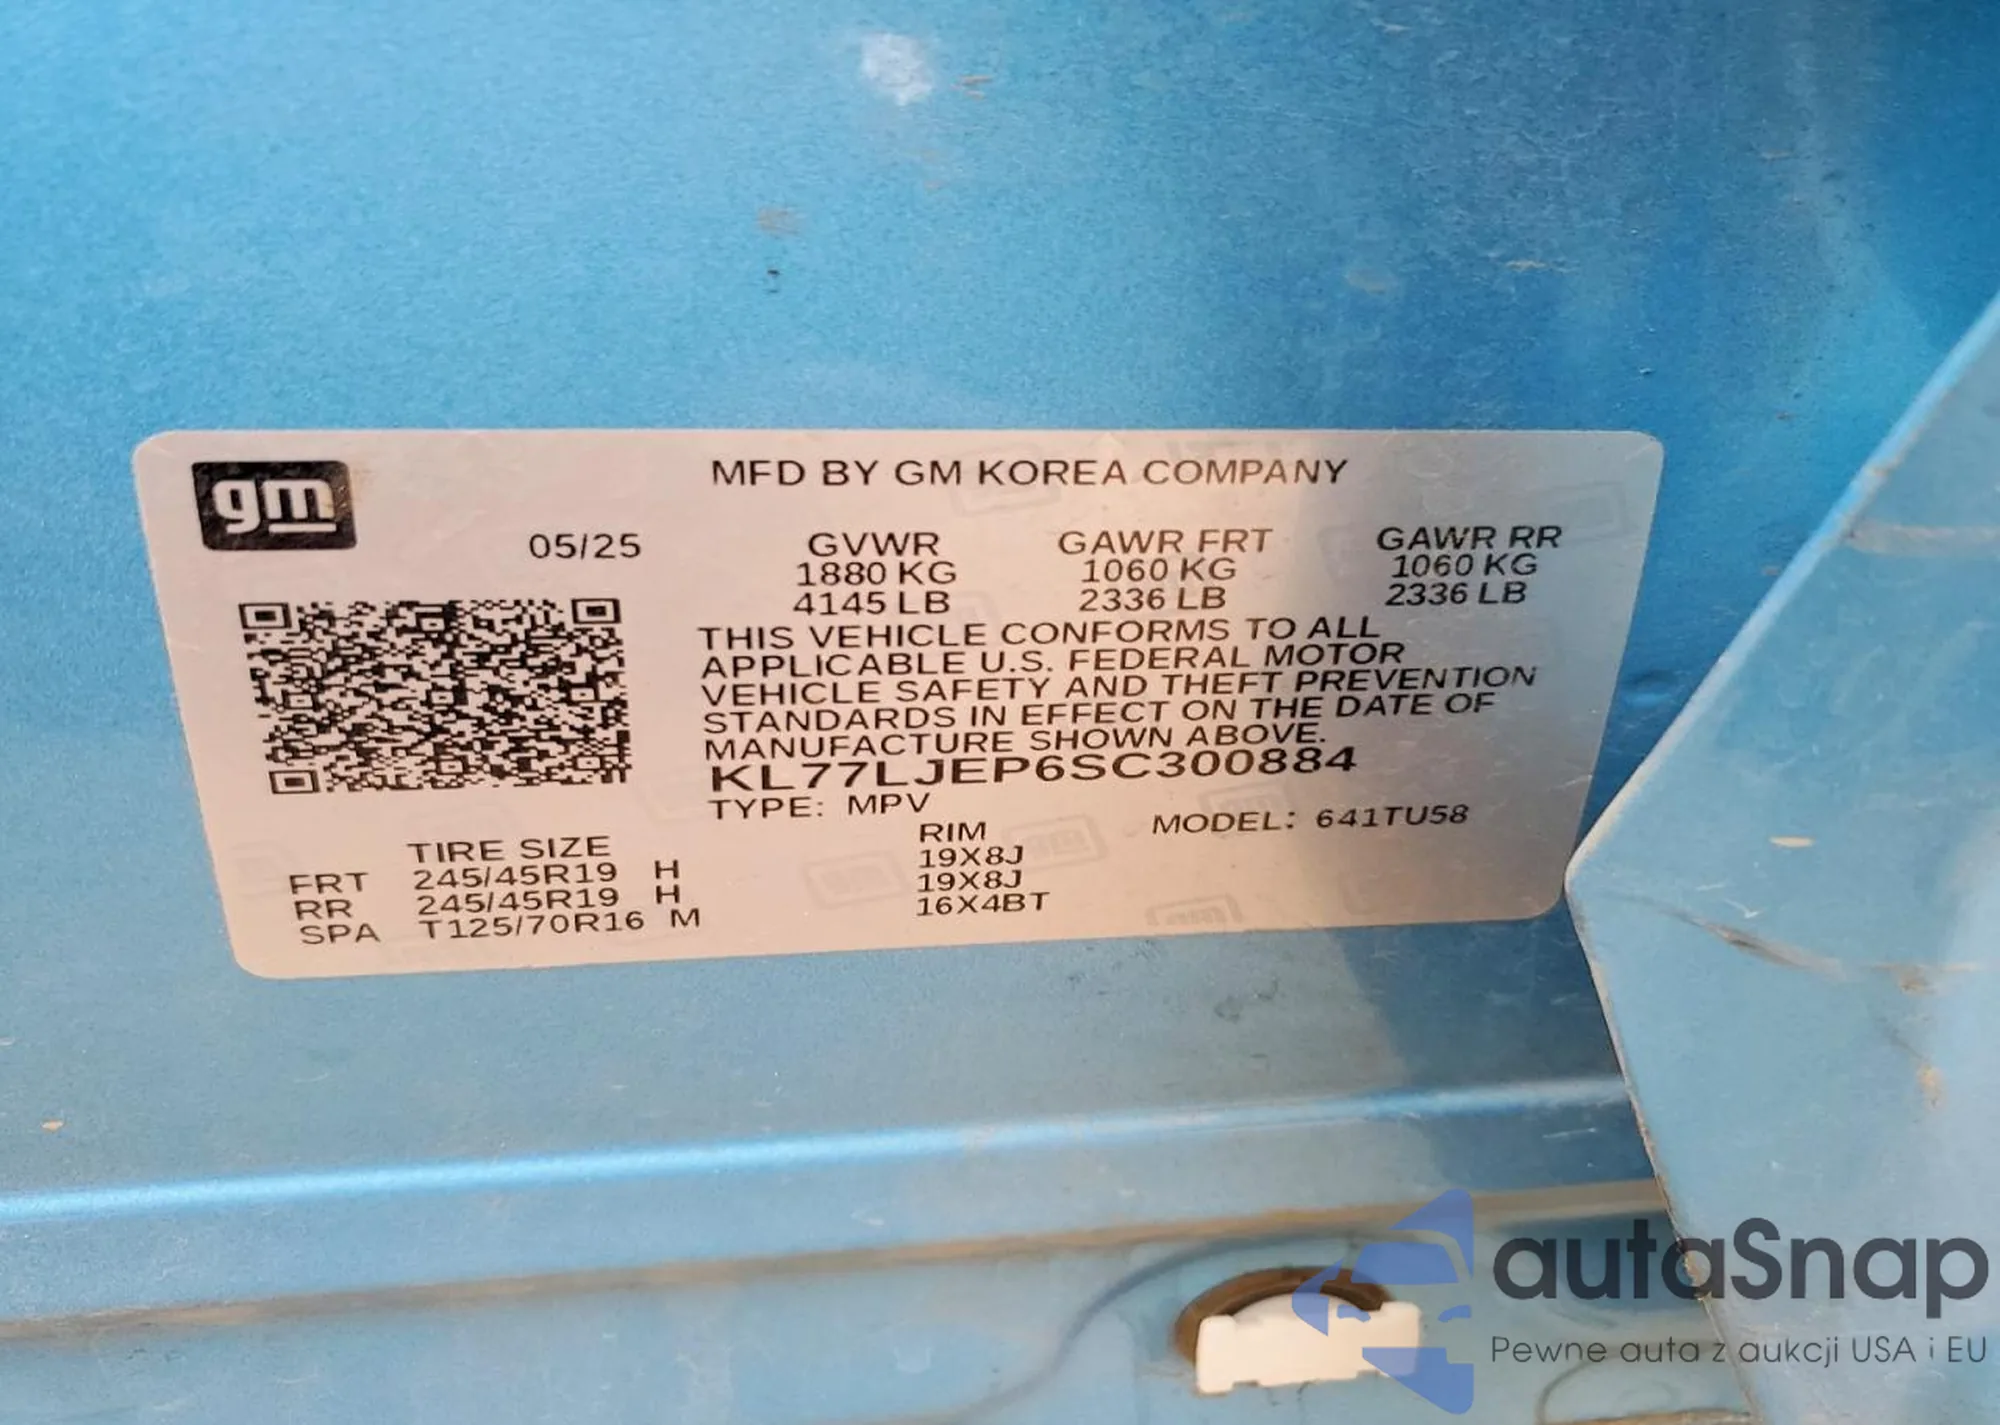 gm
MFD BY GM KOREA COMPANY
05/25 GVWR GAWR FRT GAWR RR
1880 KG 1060 KG 1060 KG
4145 LB 2336 LB 2336 LB
THIS VEHICLE CONFORMS TO ALL
APPLICABLE U.S. FEDERAL MOTOR
VEHICLE SAFETY AND THEFT PREVENTION
STANDARDS IN EFFECT ON THE DATE OF
MANUFACTURE SHOWN ABOVE.
KL77LJEP6SC300884
TYPE: MPV MODEL: 641TU58
TIRE SIZE RIM
FRT 245/45R19 H 19X8J
RR 245/45R19 H 19X8J
SPA T125/70R16 M 16X4BT
autaSnap
Pewne auta z aukcji USA i EU